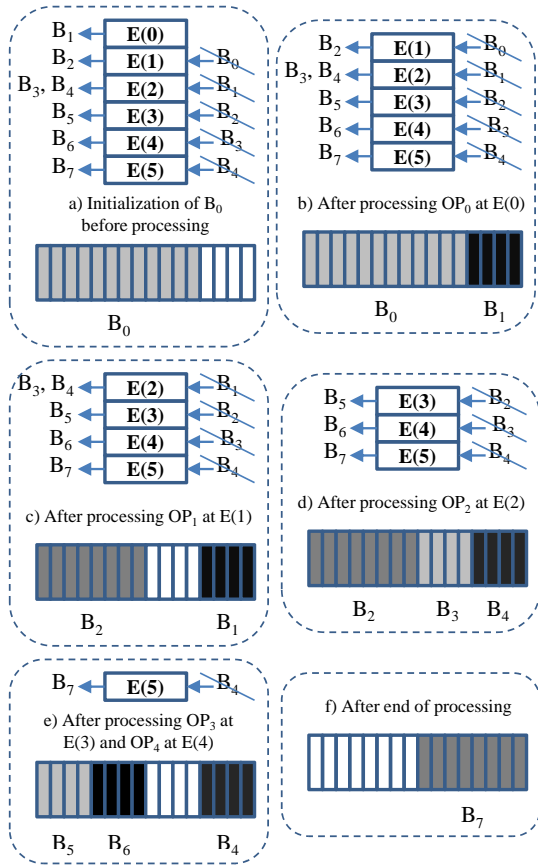 B₁ E(0)
B₂ E(1) B₀
B₃, B₄ E(2) B₁
B₅ E(3) B₂
B₆ E(4) B₃
B₇ E(5) B₄
a) Initialization of B₀
before processing
B₀
B₂ E(1) B₀
B₃, B₄ E(2) B₁
B₅ E(3) B₂
B₆ E(4) B₃
B₇ E(5) B₄
b) After processing OP₀ at E(0)
B₀ B₁
B₃, B₄ E(2) B₁
B₅ E(3) B₂
B₆ E(4) B₃
B₇ E(5) B₄
c) After processing OP₁ at E(1)
B₂ B₁
B₅ E(3) B₂
B₆ E(4) B₃
B₇ E(5) B₄
d) After processing OP₂ at E(2)
B₂ B₃ B₄
B₇ E(5) B₄
e) After processing OP₃ at
E(3) and OP₄ at E(4)
B₅ B₆ B₄
f) After end of processing
B₇